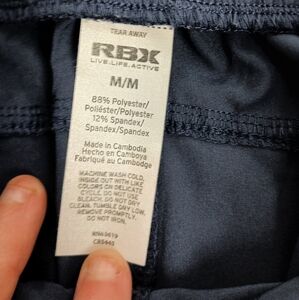 TEAR AWAY
RBX
LIVE.LIFE.ACTIVE
M/M
88% Polyester/
Poliéster/Polyester
12% Spandex/
Spandex/Spandex
Made in Cambodia
Hecho en Camboya
Fabriqué au Cambodge
MACHINE WASH COLD,
INSIDE OUT WITH LIKE
COLORS ON DELICATE
CYCLE. DO NOT USE
BLEACH. DO NOT DRY
CLEAN. TUMBLE DRY LOW,
REMOVE PROMPTLY.
DO NOT IRON.